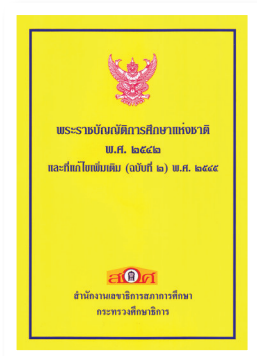 พระราชบัญญัติการศึกษาแห่งชาติ
พ.ศ. ๒๕๔๒
และที่แก้ไขเพิ่มเติม (ฉบับที่ ๒) พ.ศ. ๒๕๔๕
สกศ
สำนักงานเลขาธิการสภาการศึกษา
กระทรวงศึกษาธิการ